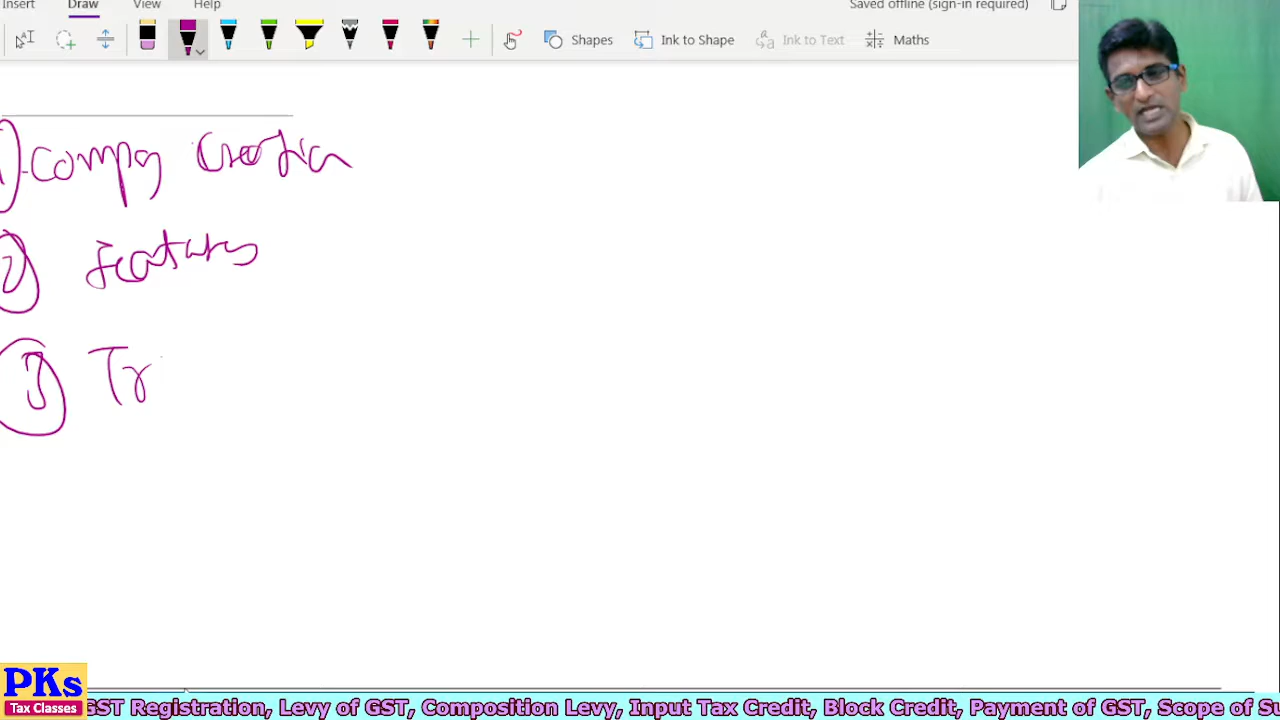 Insert Draw View Help Saved offline (sign-in required)
Shapes Ink to Shape Ink to Text Maths
1) Compy Creation
2) Features
3) Tr
PKs
Tax Classes
GST Registration, Levy of GST, Composition Levy, Input Tax Credit, Block Credit, Payment of GST, Scope of Su